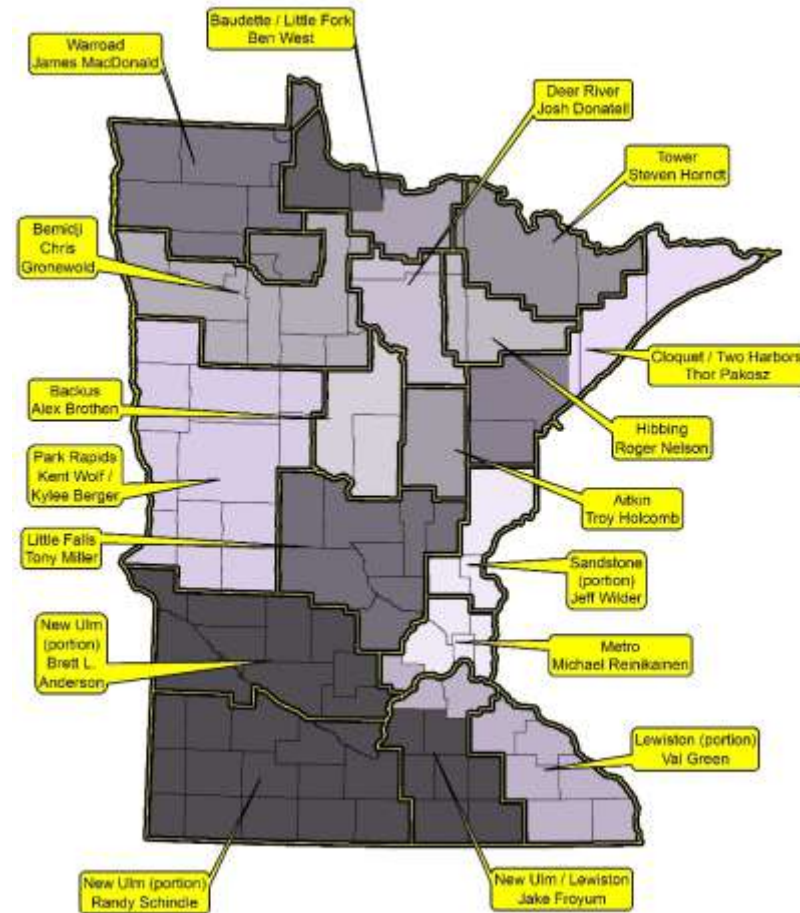 Baudette / Little Fork
Ben West
Warroad
James MacDonald
Deer River
Josh Donatell
Tower
Steven Horndt
Bemidji
Chris
Gronewold
Cloquet / Two Harbors
Thor Pakosz
Backus
Alex Brothen
Hibbing
Roger Nelson
Park Rapids
Kent Wolf /
Kylee Berger
Aitkin
Troy Holcomb
Little Falls
Tony Miller
Sandstone
(portion)
Jeff Wilder
New Ulm
(portion)
Brett L.
Anderson
Metro
Michael Reinikainen
Lewiston (portion)
Val Green
New Ulm (portion)
Randy Schindle
New Ulm / Lewiston
Jake Froyum